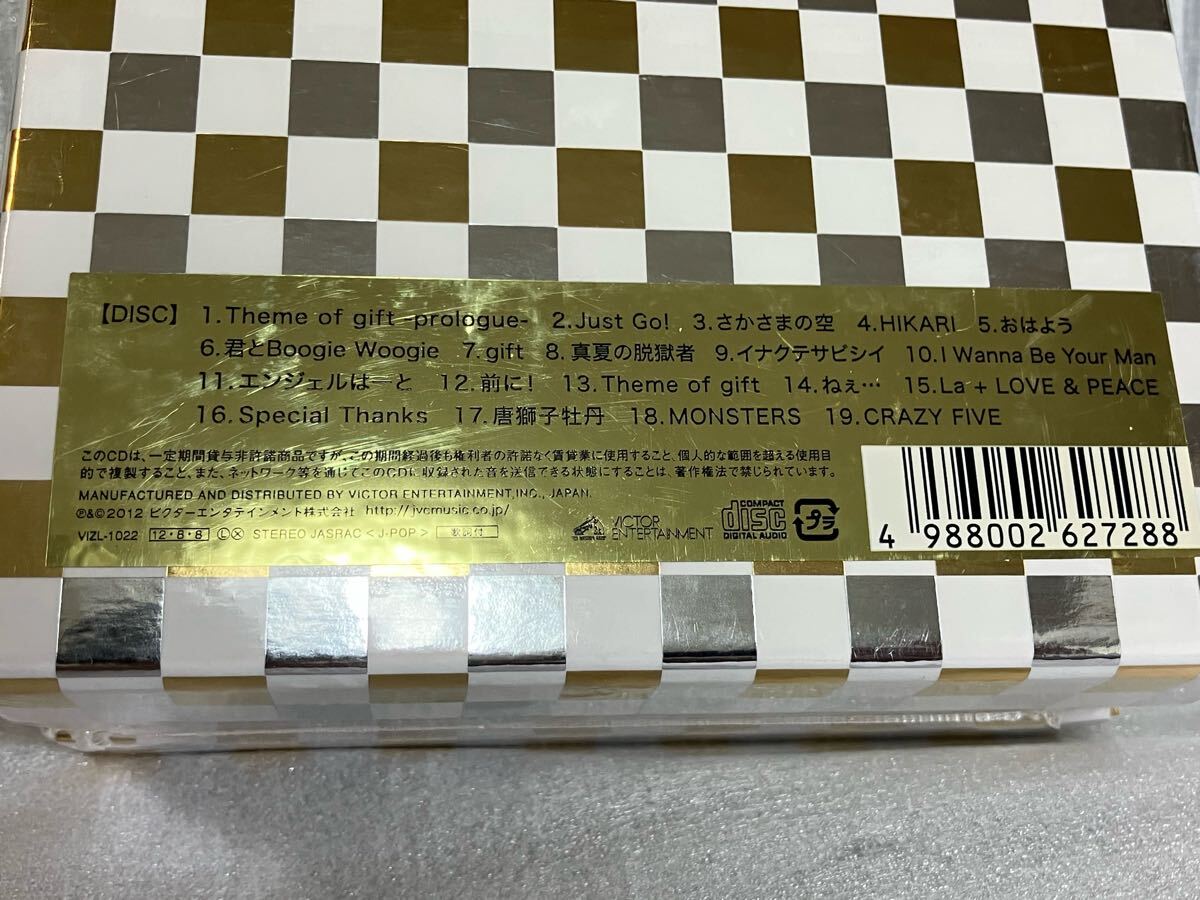 【DISC】 1.Theme of gift -prologue- 2.Just Go! 3.さかさまの空 4.HIKARI 5.おはよう
6.君とBoogie Woogie 7.gift 8.真夏の脱獄者 9.イナクテサビシイ 10.I Wanna Be Your Man
11.エンジェルはーと 12.前に! 13.Theme of gift 14.ねぇ… 15.La + LOVE & PEACE
16.Special Thanks 17.唐獅子牡丹 18.MONSTERS 19.CRAZY FIVE
このCDは、一定期間貸与非許諾商品ですが、この期間経過後も権利者の許諾なく賃貸業に使用すること、個人的な範囲を超える使用目
的で複製すること、また、ネットワーク等を通じてこのCDに収録された音を送信できる状態にすることは、著作権法で禁じられています。
MANUFACTURED AND DISTRIBUTED BY VICTOR ENTERTAINMENT,INC., JAPAN.
℗&©2012 ビクターエンタテインメント株式会社 http://jvcmusic.co.jp/
VIZL-1022 12・8・8 Ⓛ Ⓧ STEREO JASRAC <J-POP> 歌詞付
VICTOR
ENTERTAINMENT
COMPACT
disc
DIGITAL AUDIO
プラ
4 988002 627288